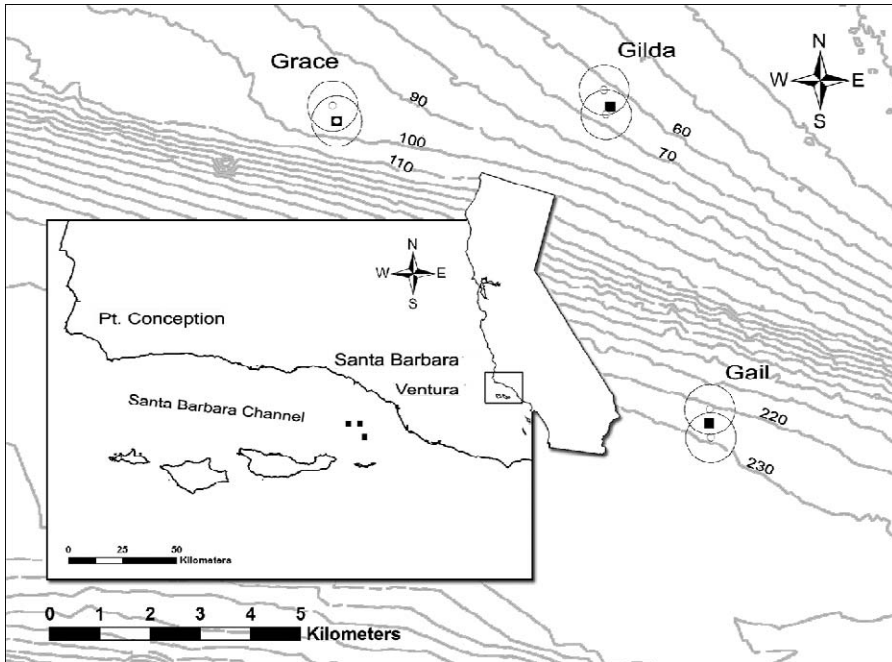 Grace
Gilda
N
W E
S
90
100
110
60
70
N
W E
S
Pt. Conception
Santa Barbara
Ventura
Santa Barbara Channel
0 25 50
Kilometers
Gail
220
230
0 1 2 3 4 5
Kilometers